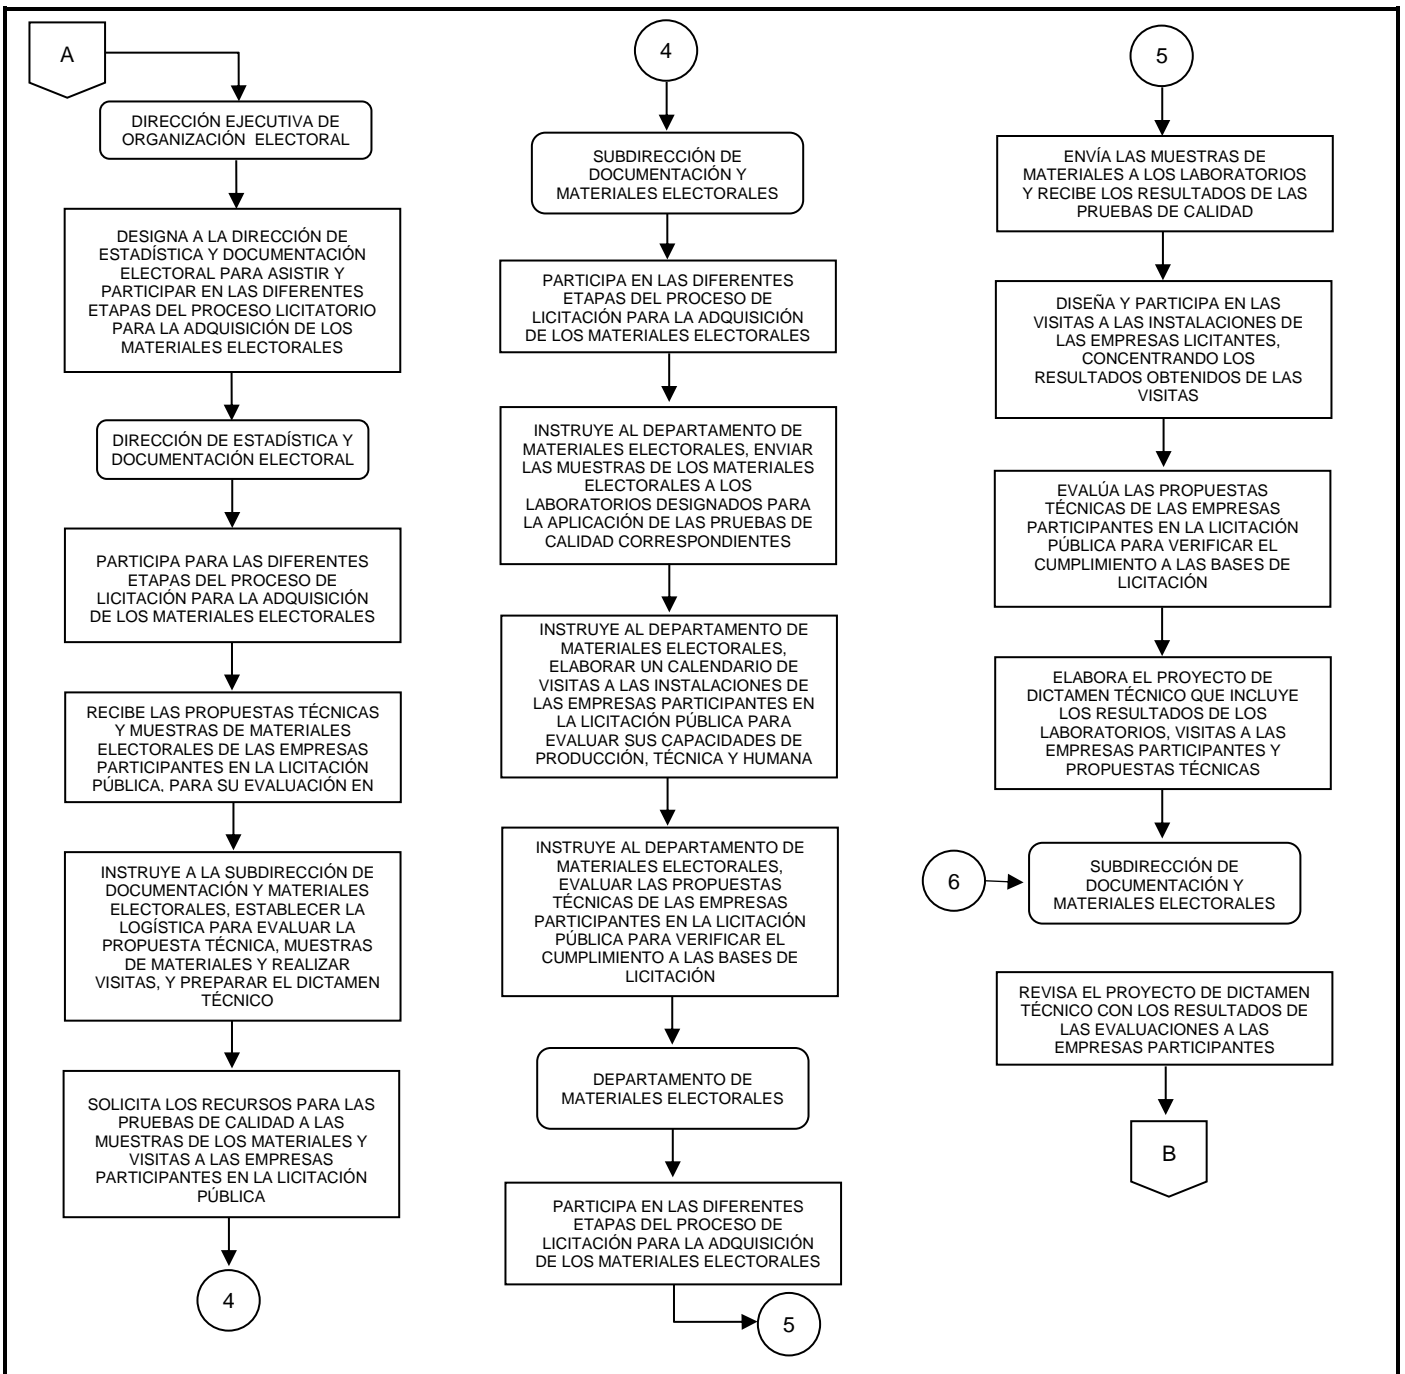 A
DIRECCIÓN EJECUTIVA DE
ORGANIZACIÓN ELECTORAL
DESIGNA A LA DIRECCIÓN DE
ESTADÍSTICA Y DOCUMENTACIÓN
ELECTORAL PARA ASISTIR Y
PARTICIPAR EN LAS DIFERENTES
ETAPAS DEL PROCESO LICITATORIO
PARA LA ADQUISICIÓN DE LOS
MATERIALES ELECTORALES
DIRECCIÓN DE ESTADÍSTICA Y
DOCUMENTACIÓN ELECTORAL
PARTICIPA PARA LAS DIFERENTES
ETAPAS DEL PROCESO DE
LICITACIÓN PARA LA ADQUISICIÓN
DE LOS MATERIALES ELECTORALES
RECIBE LAS PROPUESTAS TÉCNICAS
Y MUESTRAS DE MATERIALES
ELECTORALES DE LAS EMPRESAS
PARTICIPANTES EN LA LICITACIÓN
PÚBLICA, PARA SU EVALUACIÓN EN
INSTRUYE A LA SUBDIRECCIÓN DE
DOCUMENTACIÓN Y MATERIALES
ELECTORALES, ESTABLECER LA
LOGÍSTICA PARA EVALUAR LA
PROPUESTA TÉCNICA, MUESTRAS
DE MATERIALES Y REALIZAR
VISITAS, Y PREPARAR EL DICTAMEN
TÉCNICO
SOLICITA LOS RECURSOS PARA LAS
PRUEBAS DE CALIDAD A LAS
MUESTRAS DE LOS MATERIALES Y
VISITAS A LAS EMPRESAS
PARTICIPANTES EN LA LICITACIÓN
PÚBLICA
4
4
SUBDIRECCIÓN DE
DOCUMENTACIÓN Y
MATERIALES ELECTORALES
PARTICIPA EN LAS DIFERENTES
ETAPAS DEL PROCESO DE
LICITACIÓN PARA LA ADQUISICIÓN
DE LOS MATERIALES ELECTORALES
INSTRUYE AL DEPARTAMENTO DE
MATERIALES ELECTORALES, ENVIAR
LAS MUESTRAS DE LOS MATERIALES
ELECTORALES A LOS
LABORATORIOS DESIGNADOS PARA
LA APLICACIÓN DE LAS PRUEBAS DE
CALIDAD CORRESPONDIENTES
INSTRUYE AL DEPARTAMENTO DE
MATERIALES ELECTORALES,
ELABORAR UN CALENDARIO DE
VISITAS A LAS INSTALACIONES DE
LAS EMPRESAS PARTICIPANTES EN
LA LICITACIÓN PÚBLICA PARA
EVALUAR SUS CAPACIDADES DE
PRODUCCIÓN, TÉCNICA Y HUMANA
INSTRUYE AL DEPARTAMENTO DE
MATERIALES ELECTORALES,
EVALUAR LAS PROPUESTAS
TÉCNICAS DE LAS EMPRESAS
PARTICIPANTES EN LA LICITACIÓN
PÚBLICA PARA VERIFICAR EL
CUMPLIMIENTO A LAS BASES DE
LICITACIÓN
DEPARTAMENTO DE
MATERIALES ELECTORALES
PARTICIPA EN LAS DIFERENTES
ETAPAS DEL PROCESO DE
LICITACIÓN PARA LA ADQUISICIÓN
DE LOS MATERIALES ELECTORALES
5
5
ENVÍA LAS MUESTRAS DE
MATERIALES A LOS LABORATORIOS
Y RECIBE LOS RESULTADOS DE LAS
PRUEBAS DE CALIDAD
DISEÑA Y PARTICIPA EN LAS
VISITAS A LAS INSTALACIONES DE
LAS EMPRESAS LICITANTES,
CONCENTRANDO LOS
RESULTADOS OBTENIDOS DE LAS
VISITAS
EVALÚA LAS PROPUESTAS
TÉCNICAS DE LAS EMPRESAS
PARTICIPANTES EN LA LICITACIÓN
PÚBLICA PARA VERIFICAR EL
CUMPLIMIENTO A LAS BASES DE
LICITACIÓN
ELABORA EL PROYECTO DE
DICTAMEN TÉCNICO QUE INCLUYE
LOS RESULTADOS DE LOS
LABORATORIOS, VISITAS A LAS
EMPRESAS PARTICIPANTES Y
PROPUESTAS TÉCNICAS
6
SUBDIRECCIÓN DE
DOCUMENTACIÓN Y
MATERIALES ELECTORALES
REVISA EL PROYECTO DE DICTAMEN
TÉCNICO CON LOS RESULTADOS DE
LAS EVALUACIONES A LAS
EMPRESAS PARTICIPANTES
B